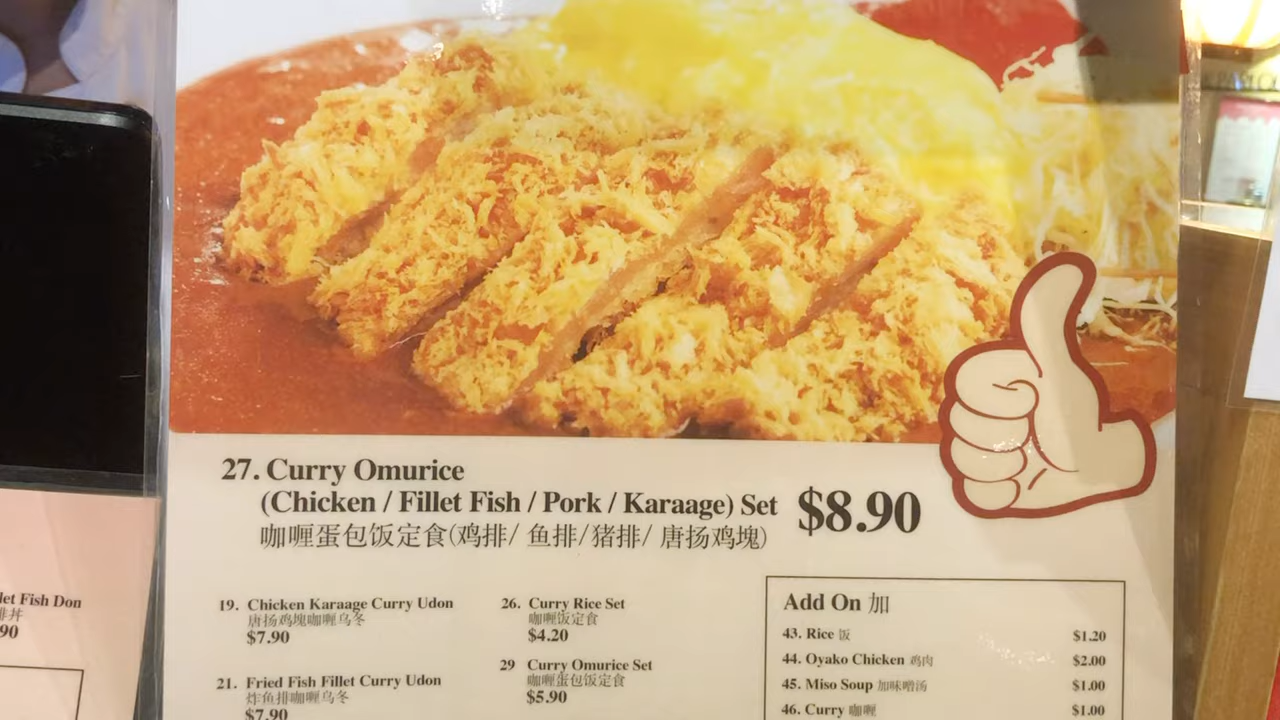 27. Curry Omurice
(Chicken / Fillet Fish / Pork / Karaage) Set
$8.90
咖喱蛋包饭定食(鸡排/ 鱼排/猪排/ 唐扬鸡塊)
19. Chicken Karaage Curry Udon
唐扬鸡塊咖喱乌冬
$7.90
21. Fried Fish Fillet Curry Udon
炸鱼排咖喱乌冬
$7.90
26. Curry Rice Set
咖喱饭定食
$4.20
29 Curry Omurice Set
咖喱蛋包饭定食
$5.90
Add On 加
43. Rice 饭 $1.20
44. Oyako Chicken 鸡肉 $2.00
45. Miso Soup 加味噌汤 $1.00
46. Curry 咖喱 $1.00
Fish Don
排丼
90